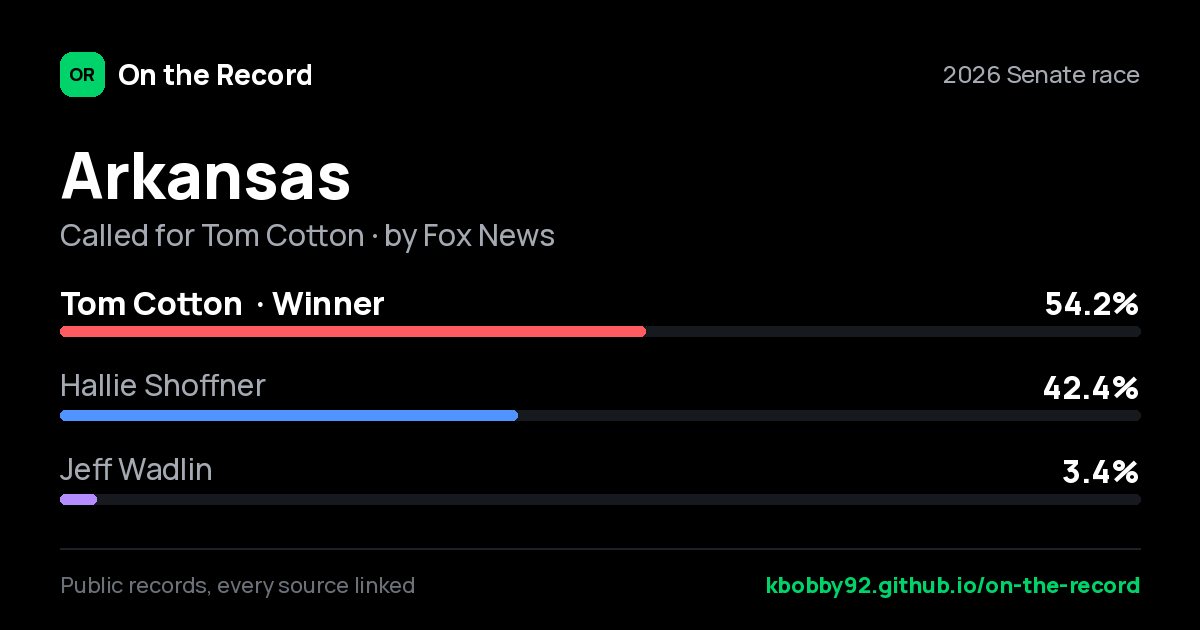 OR On the Record
2026 Senate race
Arkansas
Called for Tom Cotton · by Fox News
Tom Cotton · Winner
54.2%
Hallie Shoffner
42.4%
Jeff Wadlin
3.4%
Public records, every source linked
kbobby92.github.io/on-the-record